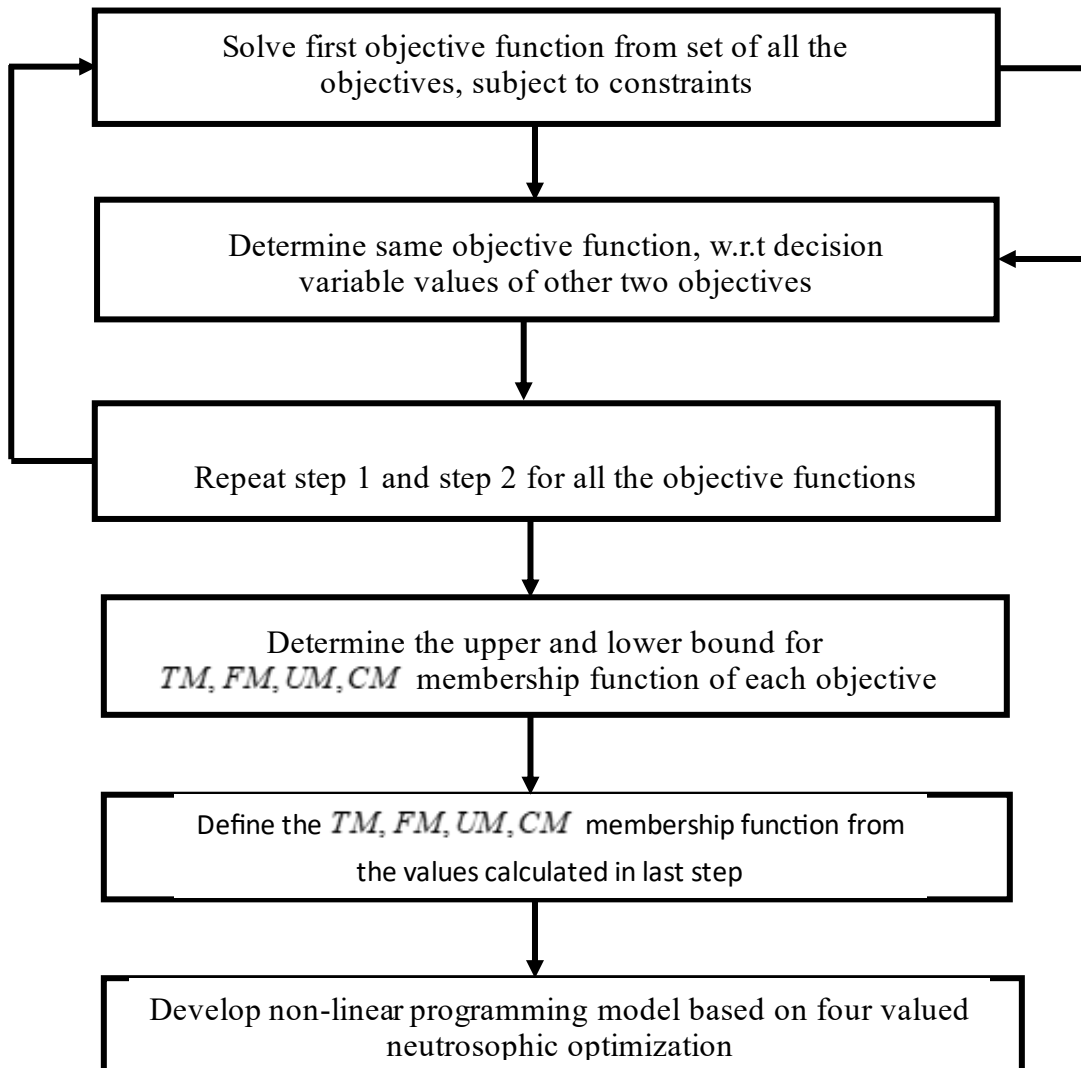 Solve first objective function from set of all the
objectives, subject to constraints
Determine same objective function, w.r.t decision
variable values of other two objectives
Repeat step 1 and step 2 for all the objective functions
Determine the upper and lower bound for
TM, FM, UM, CM membership function of each objective
Define the TM, FM, UM, CM membership function from
the values calculated in last step
Develop non-linear programming model based on four valued
neutrosophic optimization